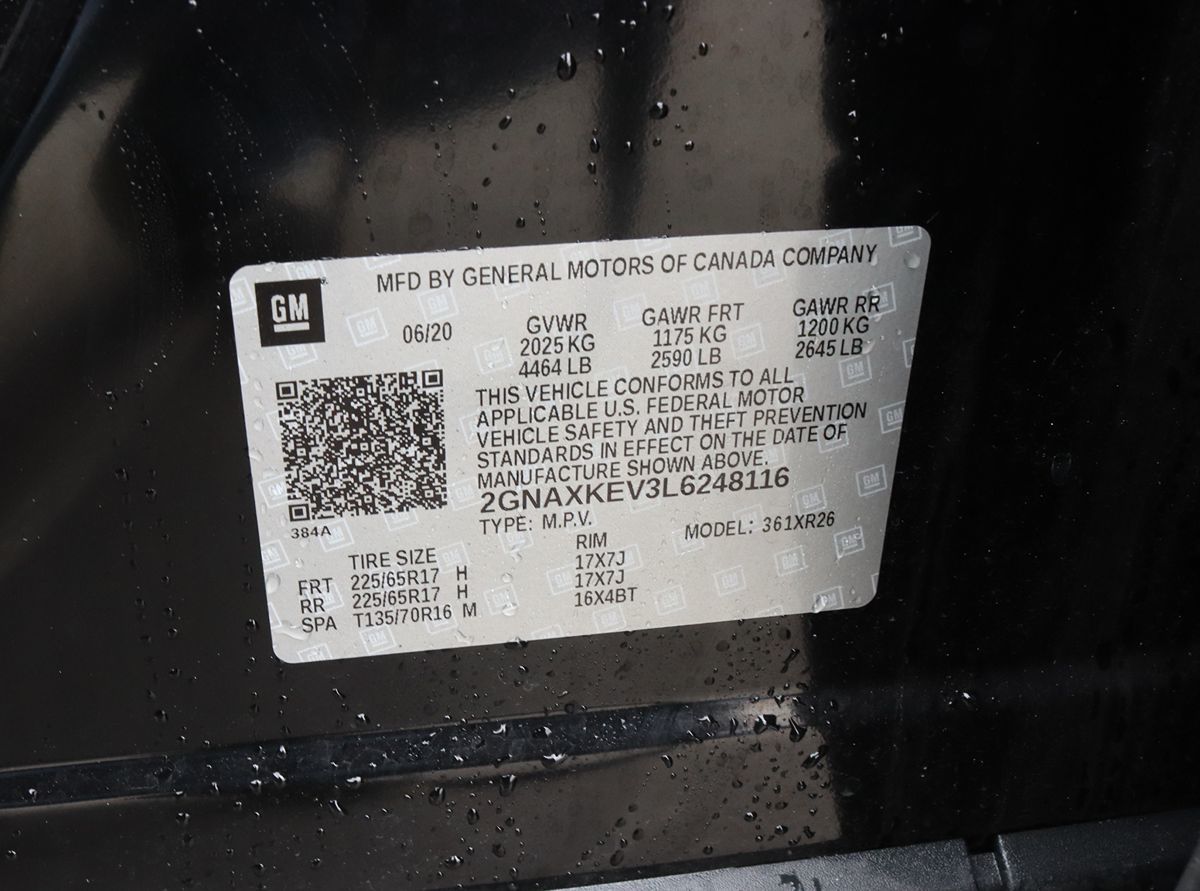 MFD BY GENERAL MOTORS OF CANADA COMPANY
GM
06/20
GVWR GAWR FRT GAWR RR
2025 KG 1175 KG 1200 KG
4464 LB 2590 LB 2645 LB
THIS VEHICLE CONFORMS TO ALL
APPLICABLE U.S. FEDERAL MOTOR
VEHICLE SAFETY AND THEFT PREVENTION
STANDARDS IN EFFECT ON THE DATE OF
MANUFACTURE SHOWN ABOVE.
2GNAXKEV3L6248116
384A
TYPE: M.P.V. MODEL: 361XR26
TIRE SIZE RIM
FRT 225/65R17 H 17X7J
RR 225/65R17 H 17X7J
SPA T135/70R16 M 16X4BT